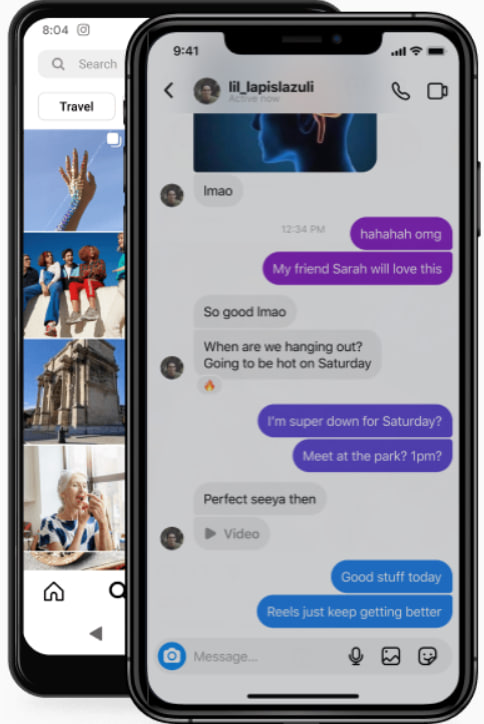 8:04
Search
Travel
9:41
lil_lapislazuli
Active now
lmao
12:34 PM
hahahah omg
My friend Sarah will love this
So good lmao
When are we hanging out?
Going to be hot on Saturday
I'm super down for Saturday?
Meet at the park? 1pm?
Perfect seeya then
Video
Good stuff today
Reels just keep getting better
Message...